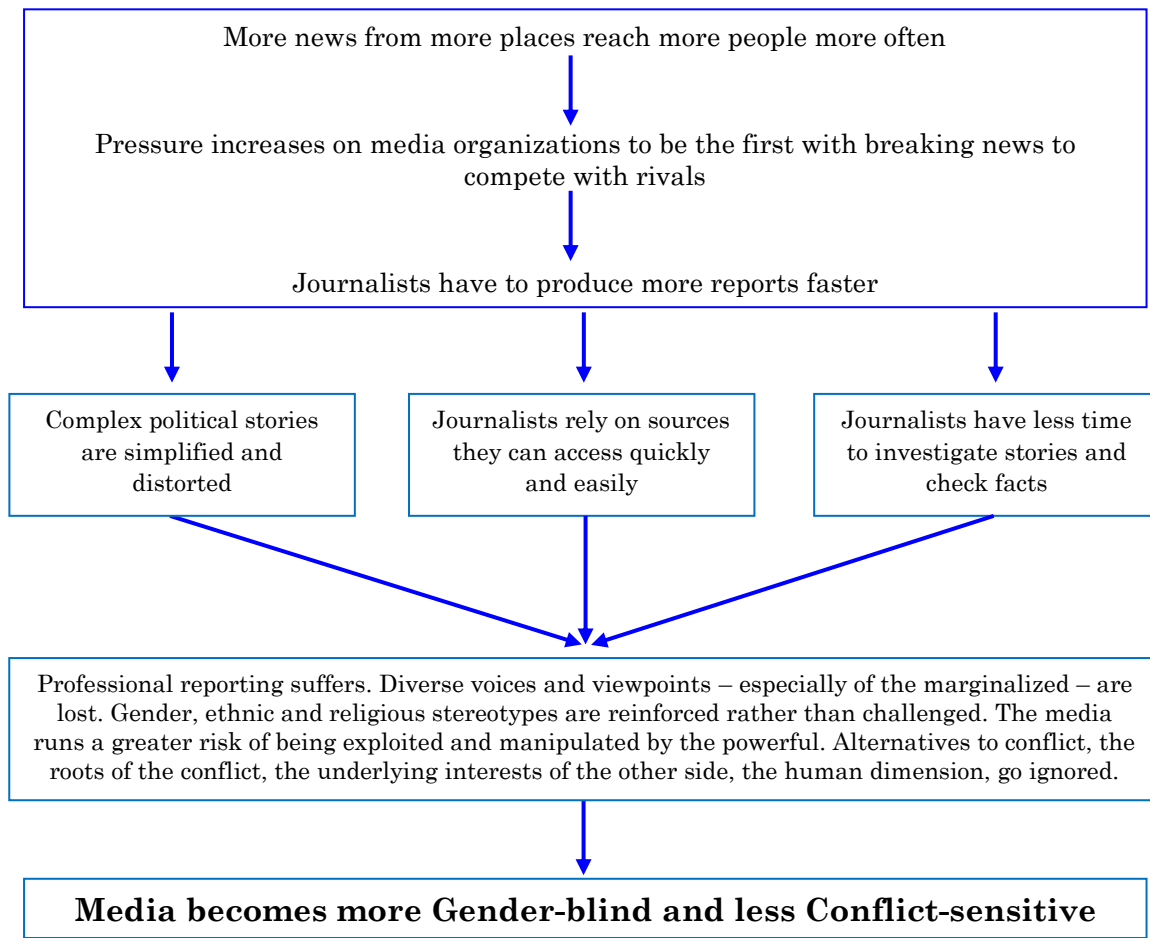 More news from more places reach more people more often
Pressure increases on media organizations to be the first with breaking news to
compete with rivals
Journalists have to produce more reports faster
Complex political stories
are simplified and
distorted
Journalists rely on sources
they can access quickly
and easily
Journalists have less time
to investigate stories and
check facts
Professional reporting suffers. Diverse voices and viewpoints – especially of the marginalized – are
lost. Gender, ethnic and religious stereotypes are reinforced rather than challenged. The media
runs a greater risk of being exploited and manipulated by the powerful. Alternatives to conflict, the
roots of the conflict, the underlying interests of the other side, the human dimension, go ignored.
Media becomes more Gender-blind and less Conflict-sensitive